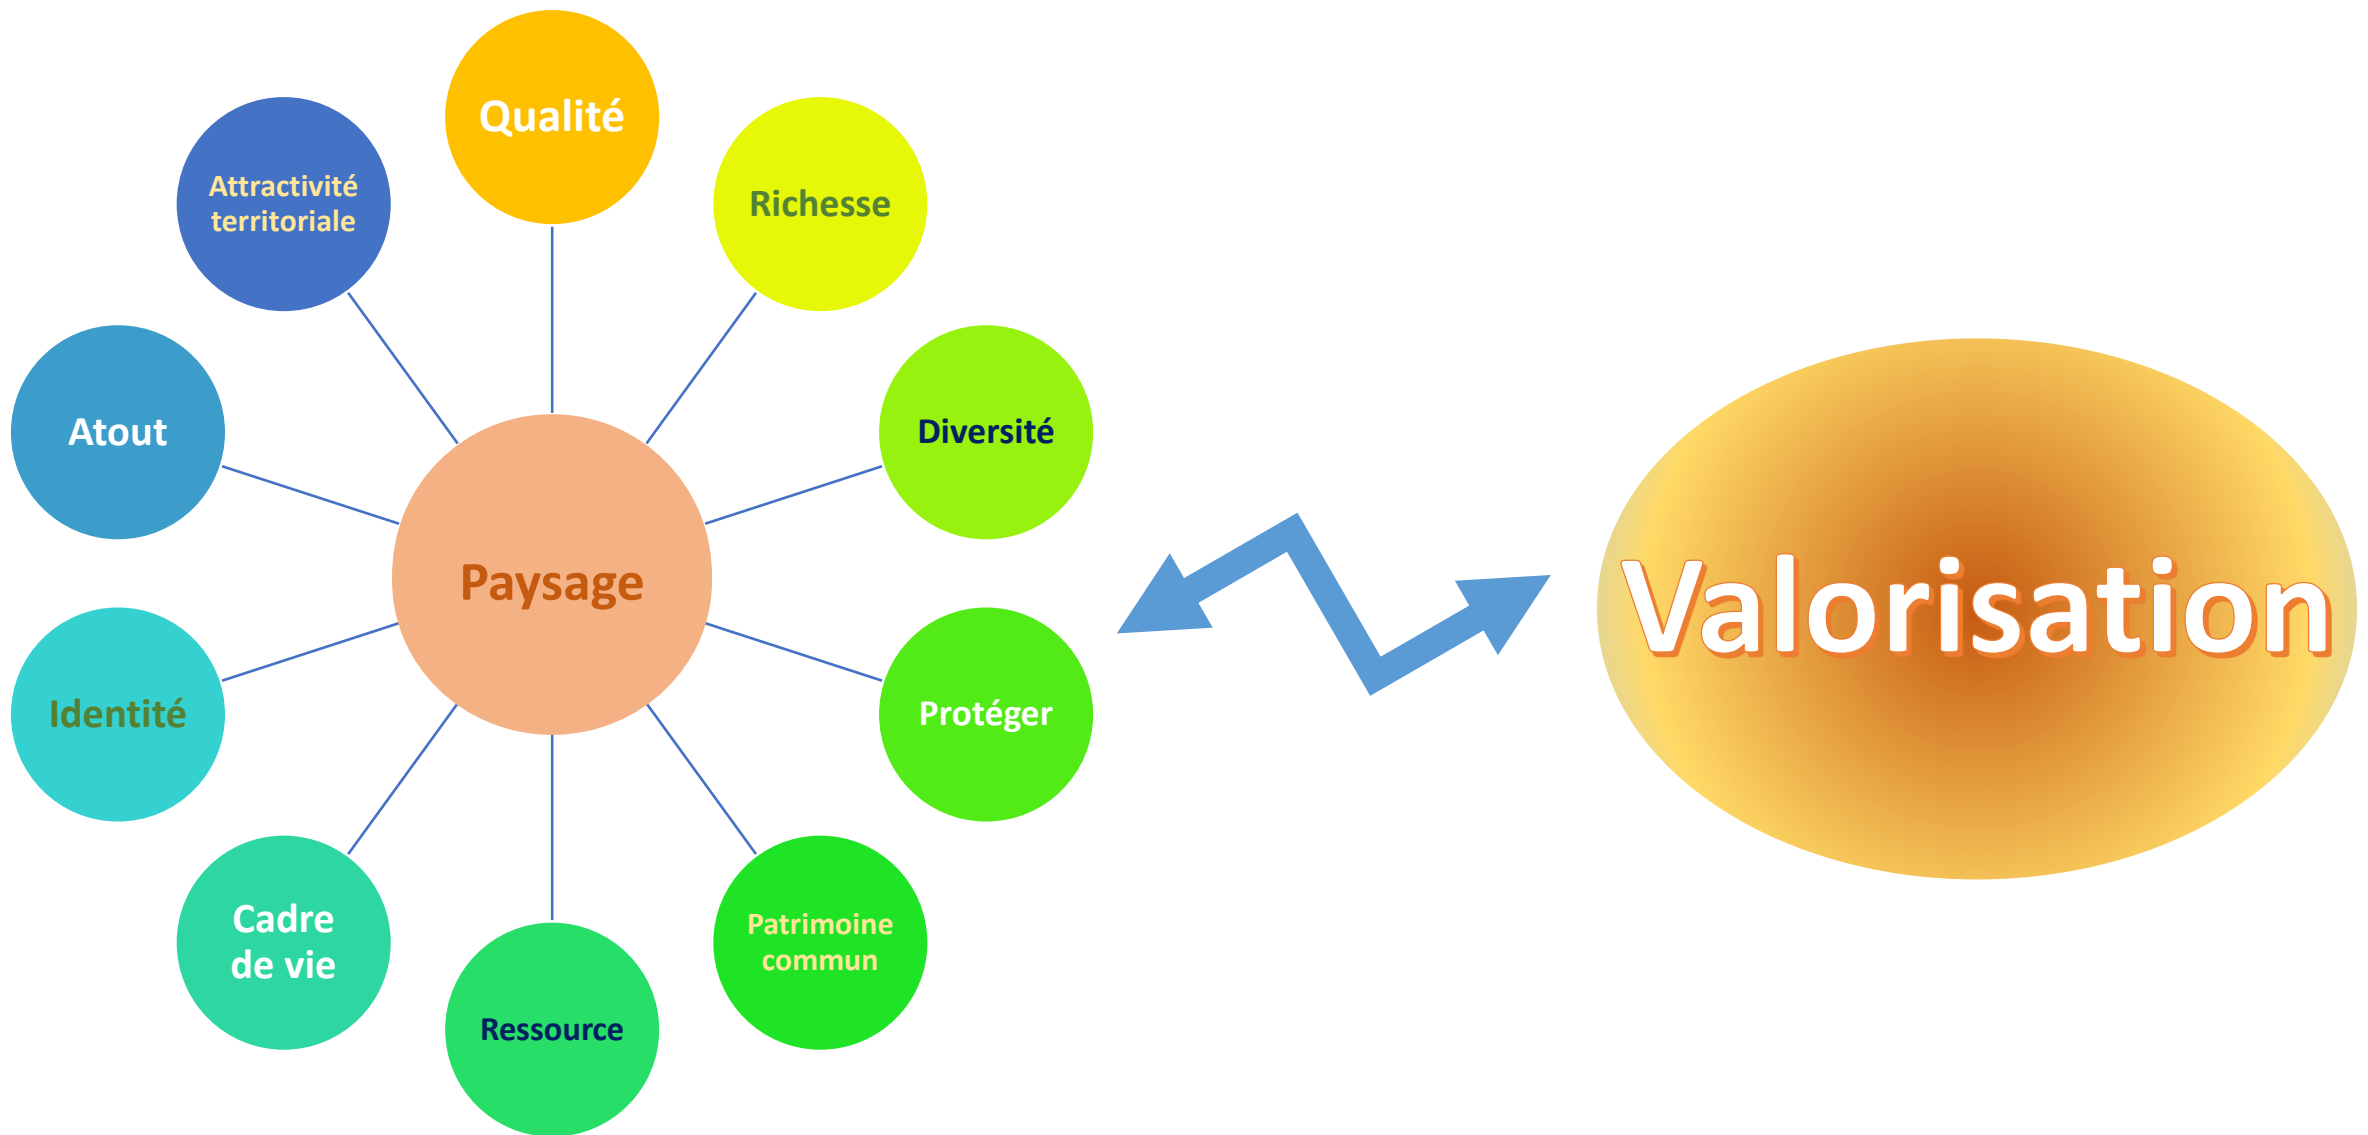 Qualité
Richesse
Diversité
Protéger
Patrimoine
commun
Ressource
Cadre
de vie
Identité
Atout
Attractivité
territoriale
Paysage
Valorisation